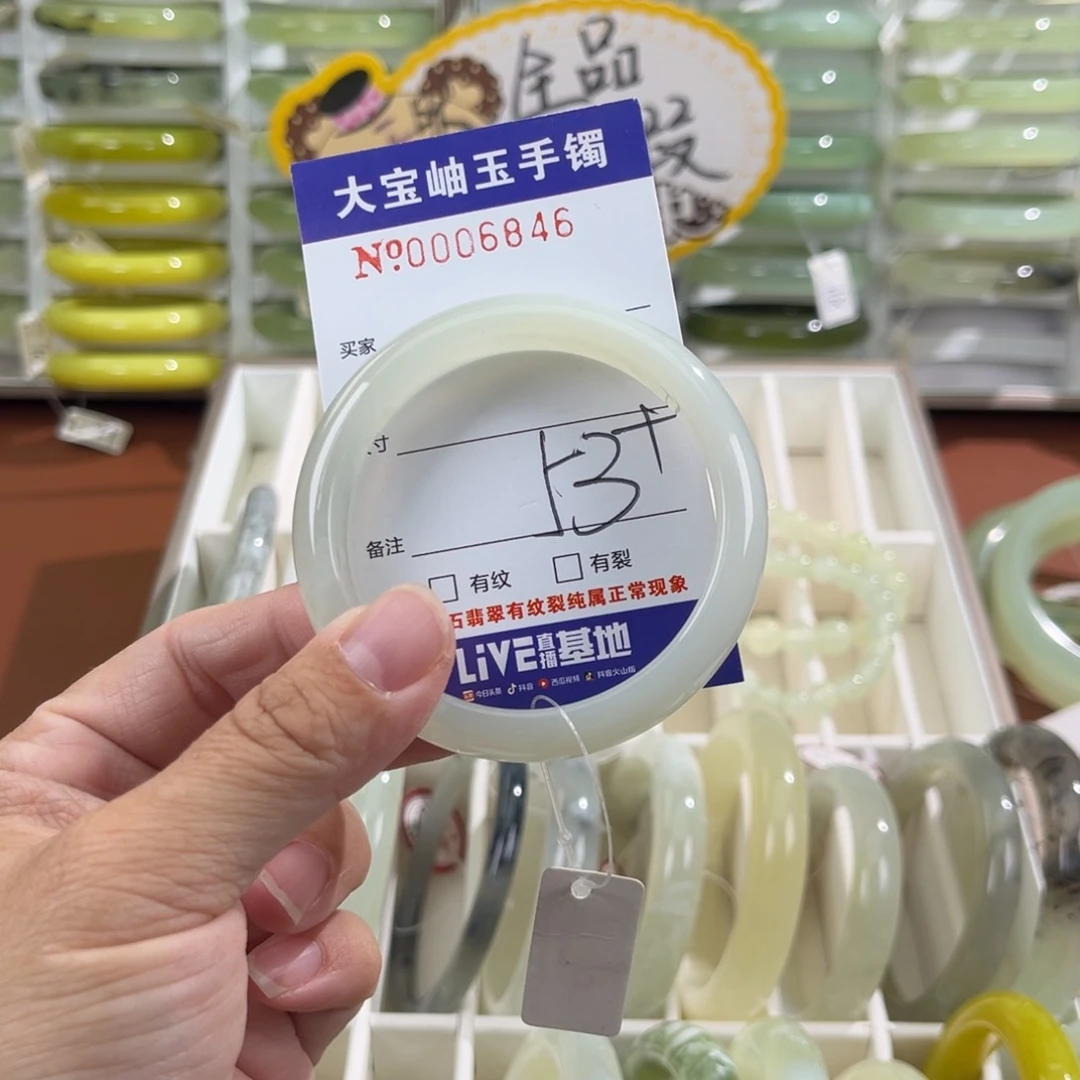 全品
大宝岫玉手镯
№0006846
买家
寸
备注
有纹
有裂
石翡翠有纹裂纯属正常现象
LiVE直播基地
今日头条 抖音 西瓜视频 抖音火山版